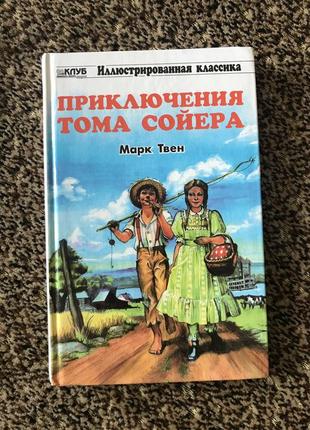 КЛУБ Иллюстрированная классика
ПРИКЛЮЧЕНИЯ
ТОМА СОЙЕРА
Марк Твен